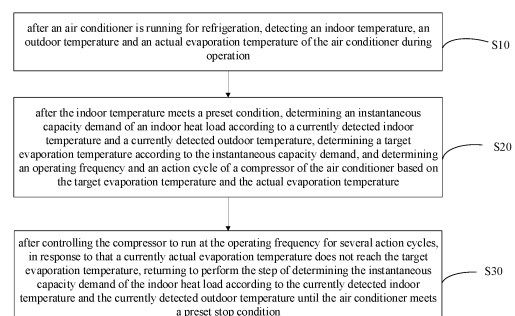 after an air conditioner is running for refrigeration, detecting an indoor temperature, an
outdoor temperature and an actual evaporation temperature of the air conditioner during
operation
S10
after the indoor temperature meets a preset condition, determining an instantaneous
capacity demand of an indoor heat load according to a currently detected indoor
temperature and a currently detected outdoor temperature, determining a target
evaporation temperature according to the instantaneous capacity demand, and determining
an operating frequency and an action cycle of a compressor of the air conditioner based on
the target evaporation temperature and the actual evaporation temperature
S20
after controlling the compressor to run at the operating frequency for several action cycles,
in response to that a currently actual evaporation temperature does not reach the target
evaporation temperature, returning to perform the step of determining the instantaneous
capacity demand of the indoor heat load according to the currently detected indoor
temperature and the currently detected outdoor temperature until the air conditioner meets
a preset stop condition
S30